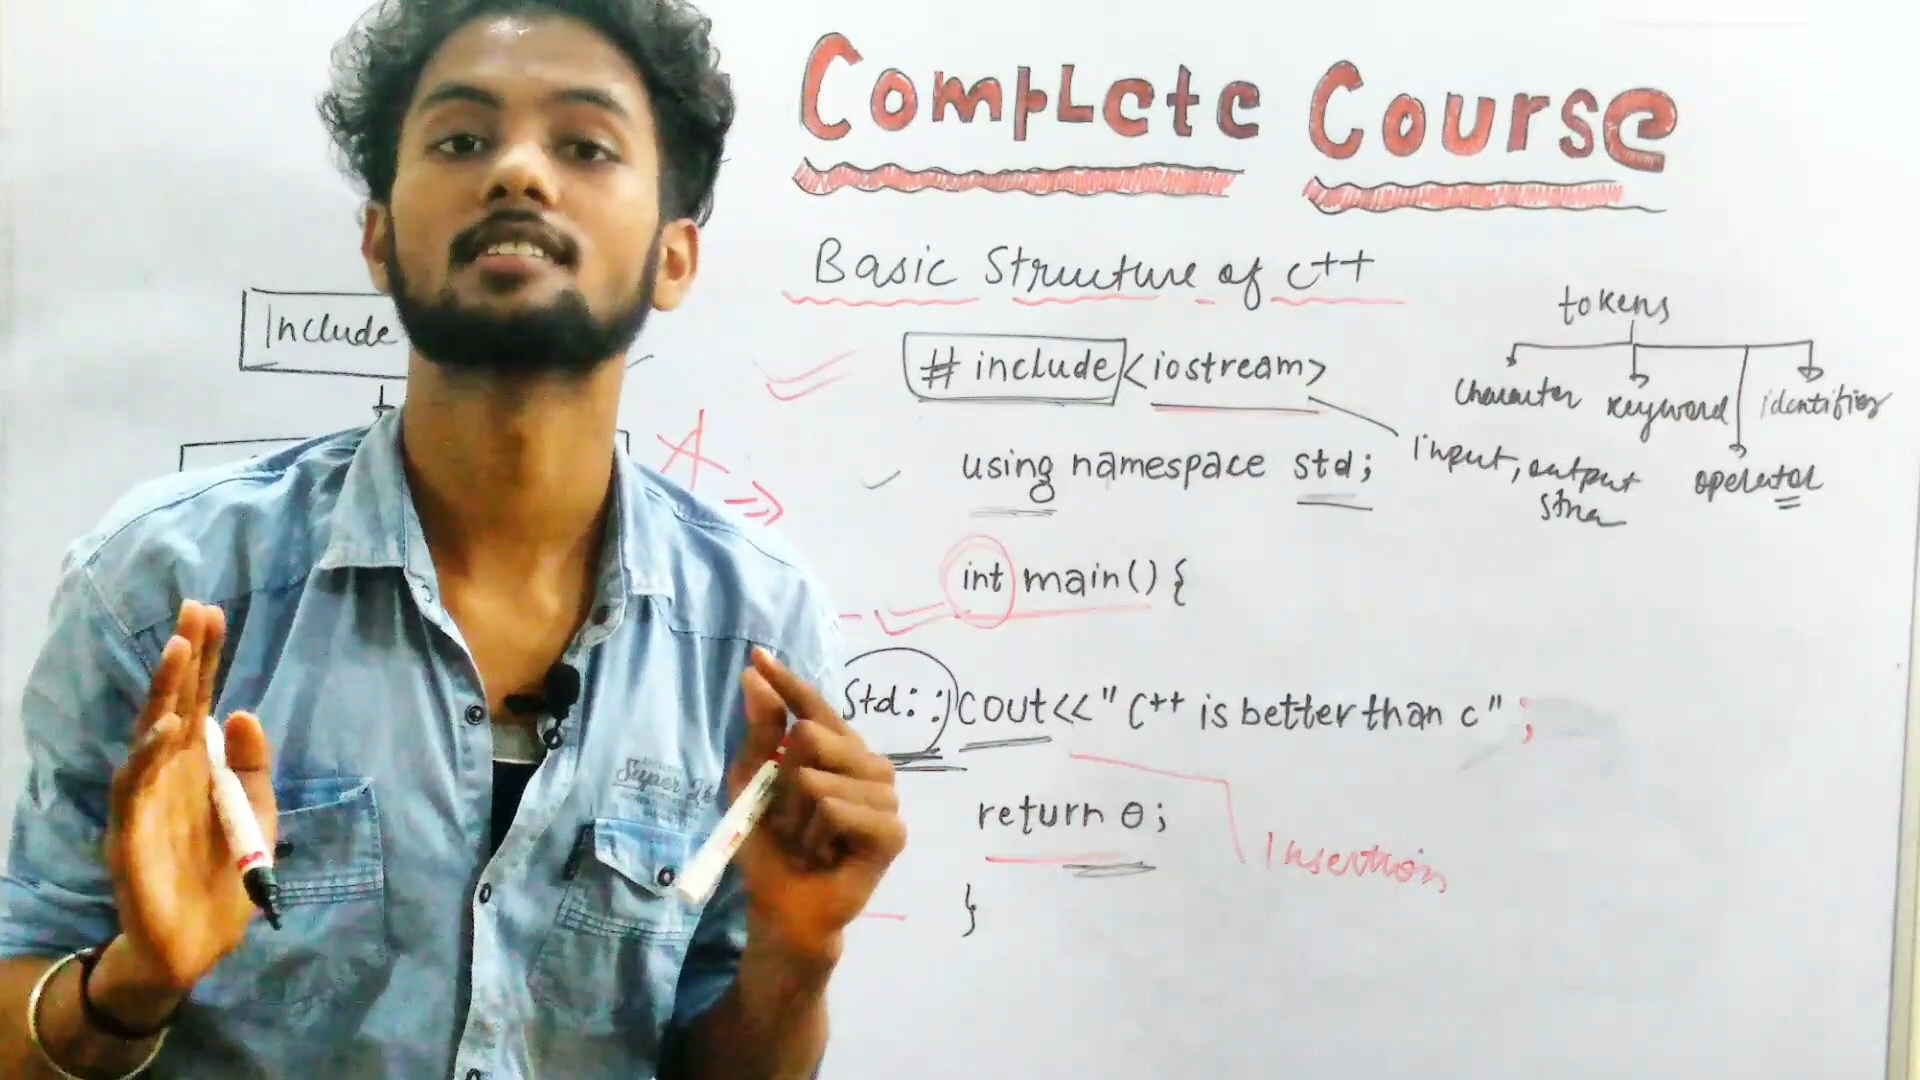 Complete Course
Basic Structure of C++
Include
# include <iostream>
using namespace std;
int main() {
Std:: cout<<"C++ is better than c" ;
return 0;
}
tokens
Character keyword identifier
operator
Input, output
Insertion
Super